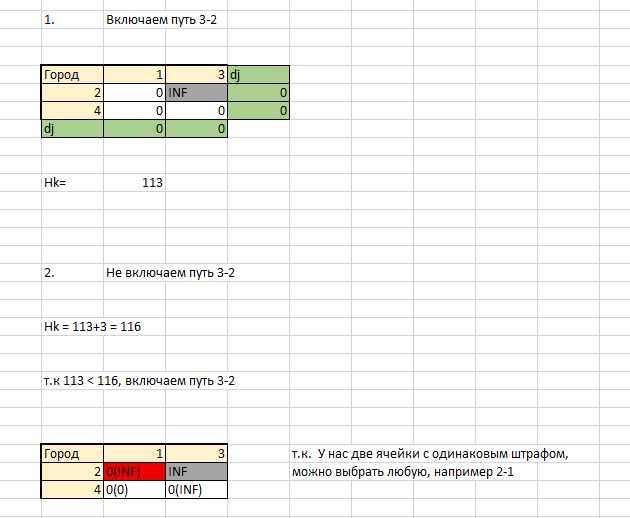 1. Включаем путь 3-2
Город 1 3 dj
2 0 INF 0
4 0 0 0
dj 0 0
Hk= 113
2. Не включаем путь 3-2
Hk = 113+3 = 116
т.к 113 < 116, включаем путь 3-2
Город 1 3
2 0(INF) INF
4 0(0) 0(INF)
т.к. У нас две ячейки с одинаковым штрафом,
можно выбрать любую, например 2-1